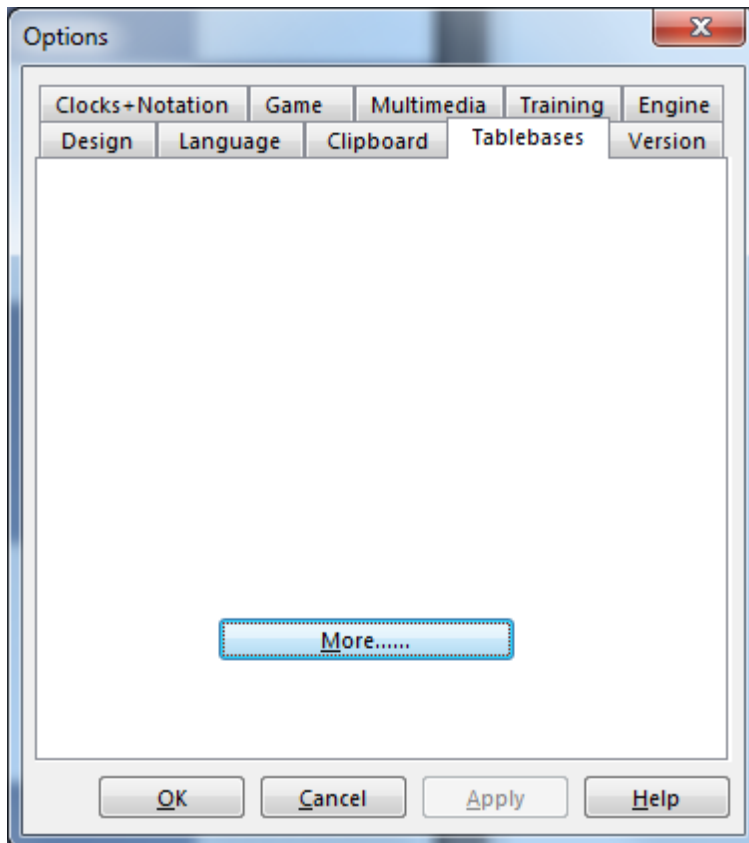 Options
Clocks+Notation Game Multimedia Training Engine
Design Language Clipboard Tablebases Version
More......
OK Cancel Apply Help